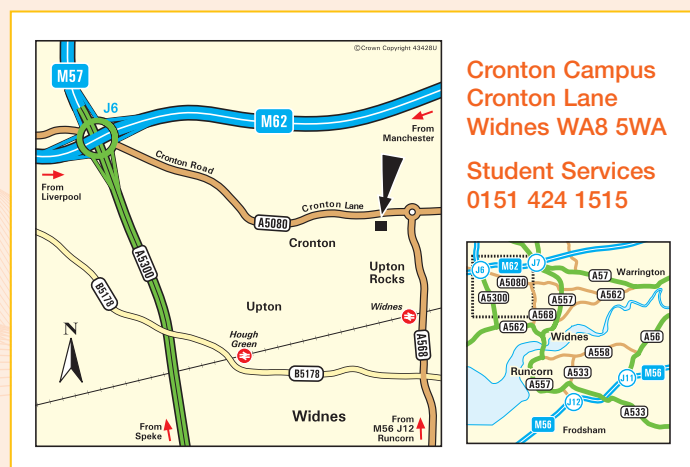 ©Crown Copyright 43428U
M57
J6
M62
From
Manchester
Cronton Road
From
Liverpool
Cronton Lane
A5080
Cronton
A5300
Upton
Rocks
B5178
Upton
Widnes
N
Hough
Green
A568
B5178
Widnes
From
Speke
From
M56 J12
Runcorn
Cronton Campus
Cronton Lane
Widnes WA8 5WA
Student Services
0151 424 1515
J6
M62
J7
A5080
A57
Warrington
A5300
A557
A562
A568
A562
Widnes
A56
A558
Runcorn
A533
A557
J11
M56
J12
A533
M56
Frodsham